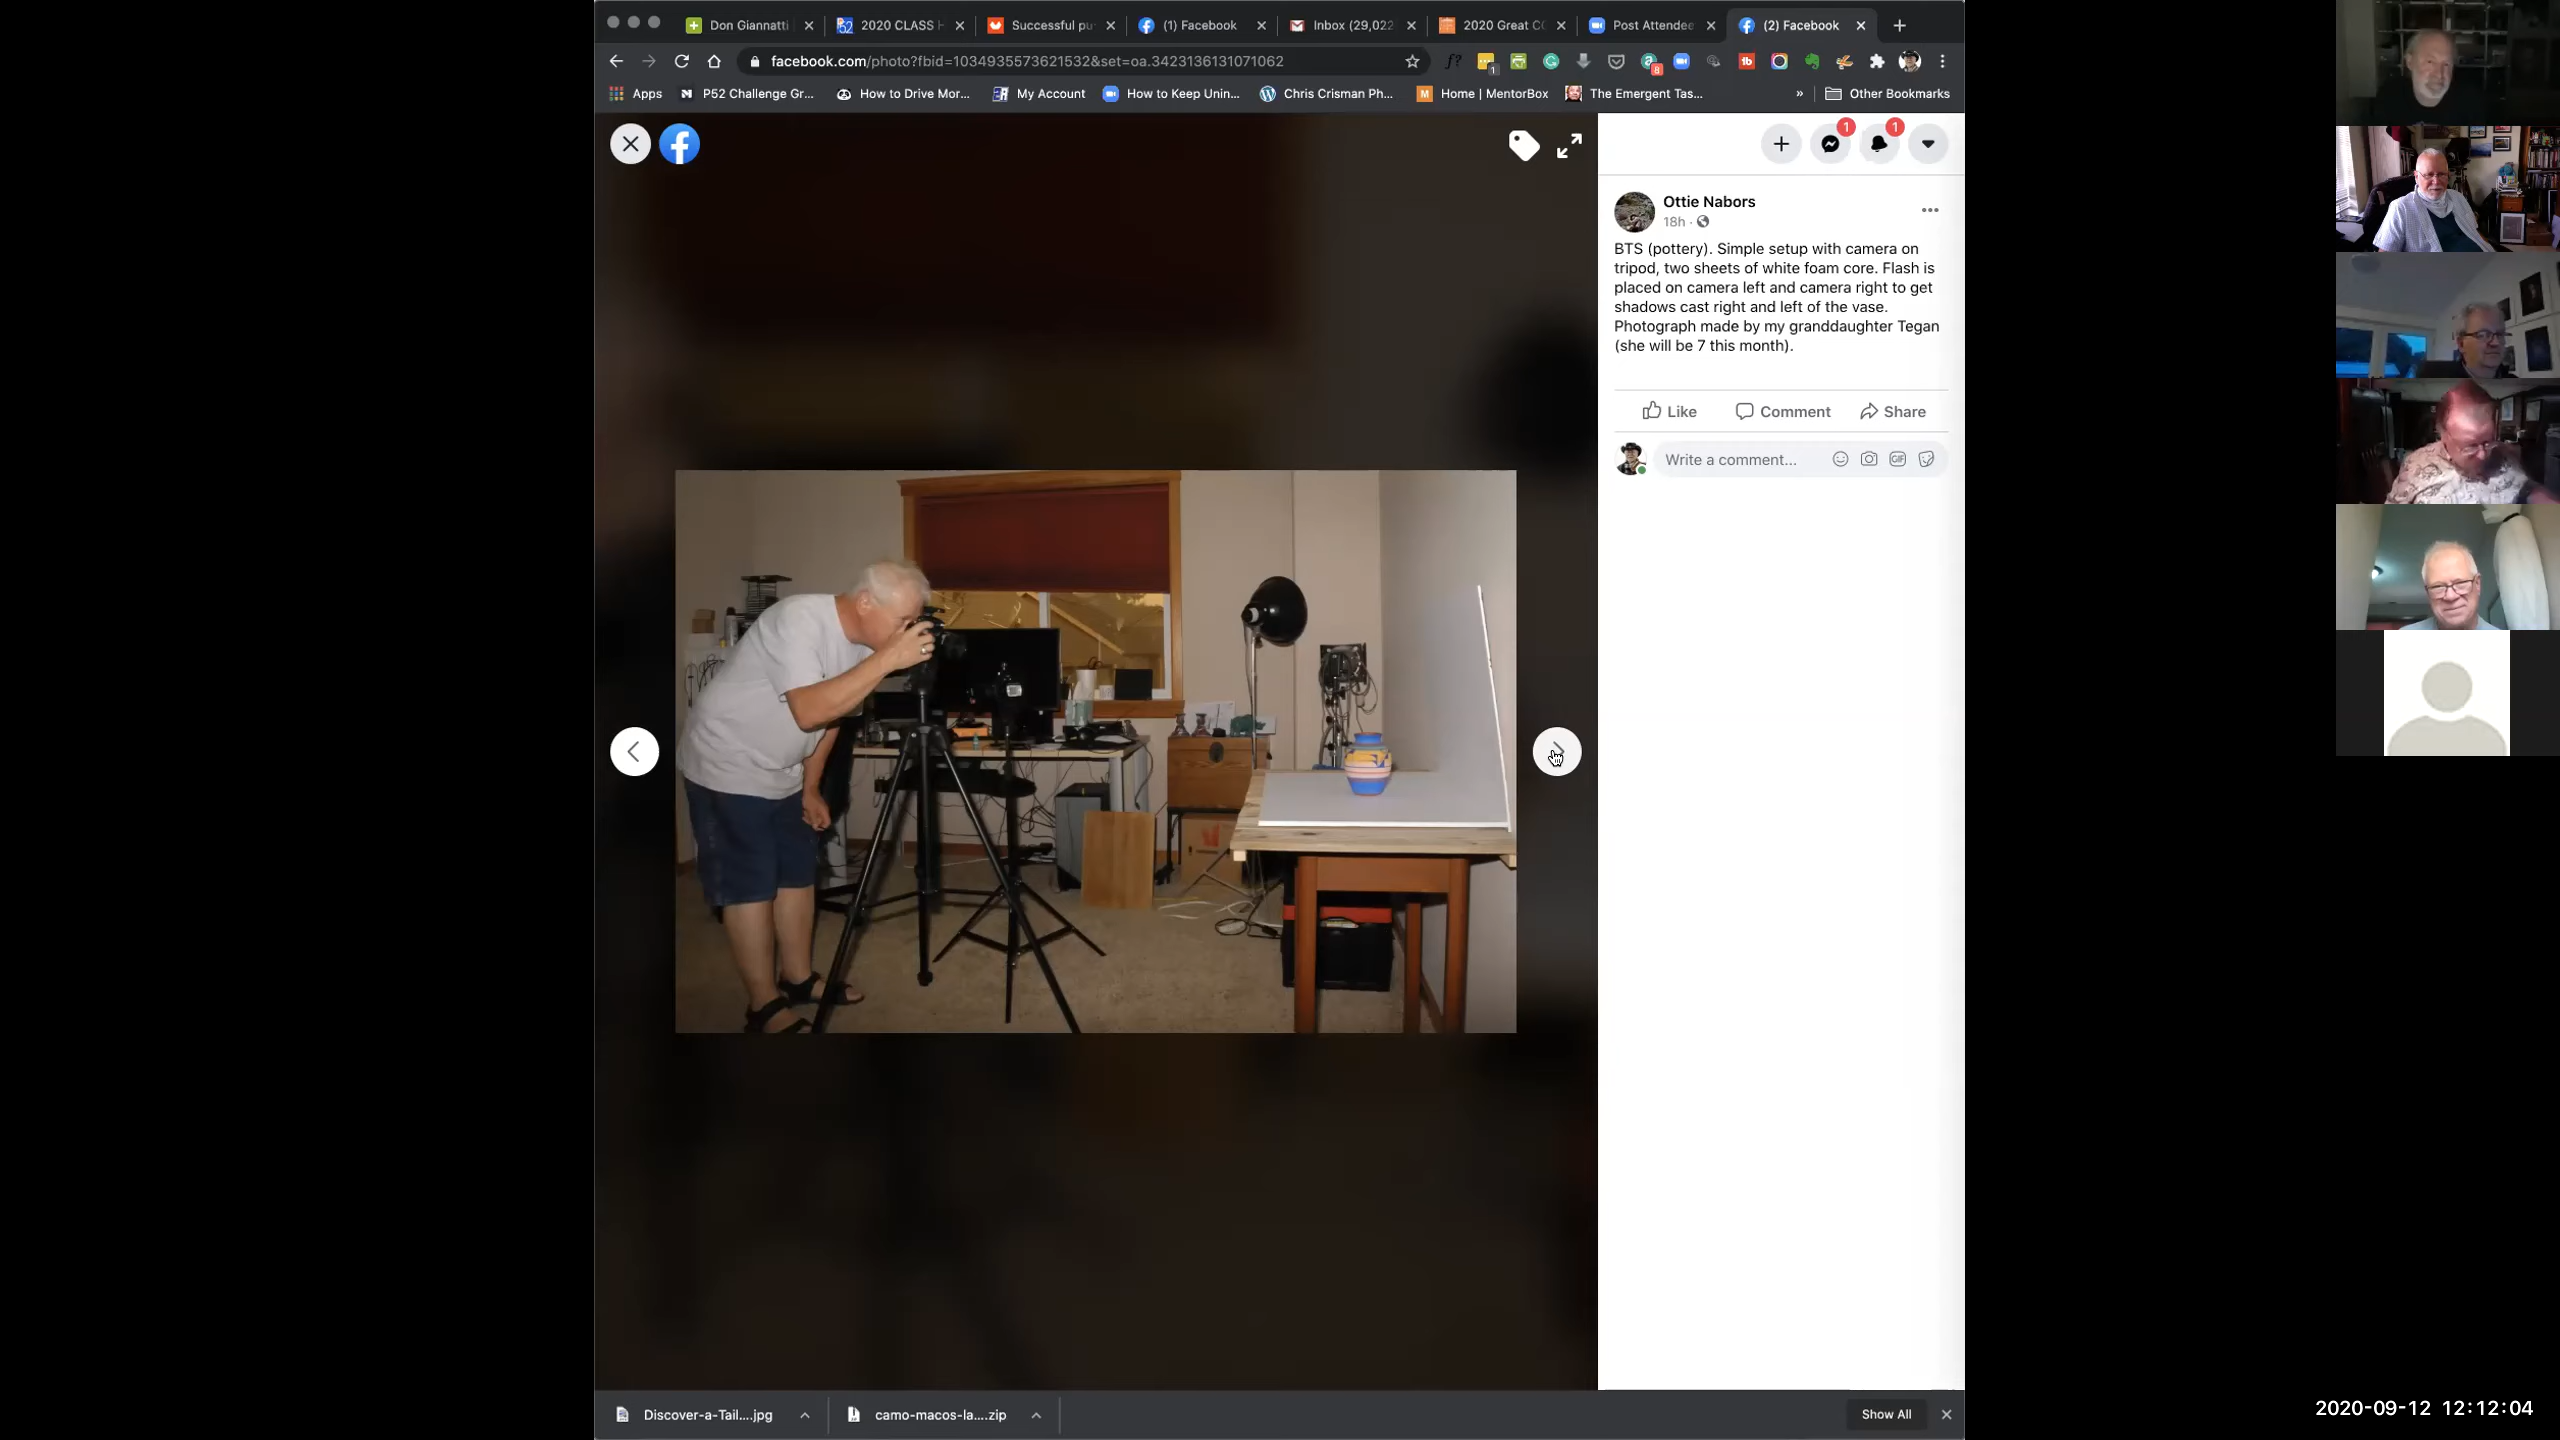 Don Giannatti
2020 CLASS H
Successful pu
(1) Facebook
Inbox (29,022
2020 Great C
Post Attendee
(2) Facebook
facebook.com/photo?fbid=1034935573621532&set=oa.3423136131071062
f?
1
8
1b
Apps
P52 Challenge Gr...
How to Drive Mor...
My Account
How to Keep Unin...
Chris Crisman Ph...
Home | MentorBox
The Emergent Tas...
»
Other Bookmarks
1
1
Ottie Nabors
18h ·
BTS (pottery). Simple setup with camera on
tripod, two sheets of white foam core. Flash is
placed on camera left and camera right to get
shadows cast right and left of the vase.
Photograph made by my granddaughter Tegan
(she will be 7 this month).
Like
Comment
Share
Write a comment...
GIF
Discover-a-Tail....jpg
camo-macos-la....zip
Show All
2020-09-12 12:12:04